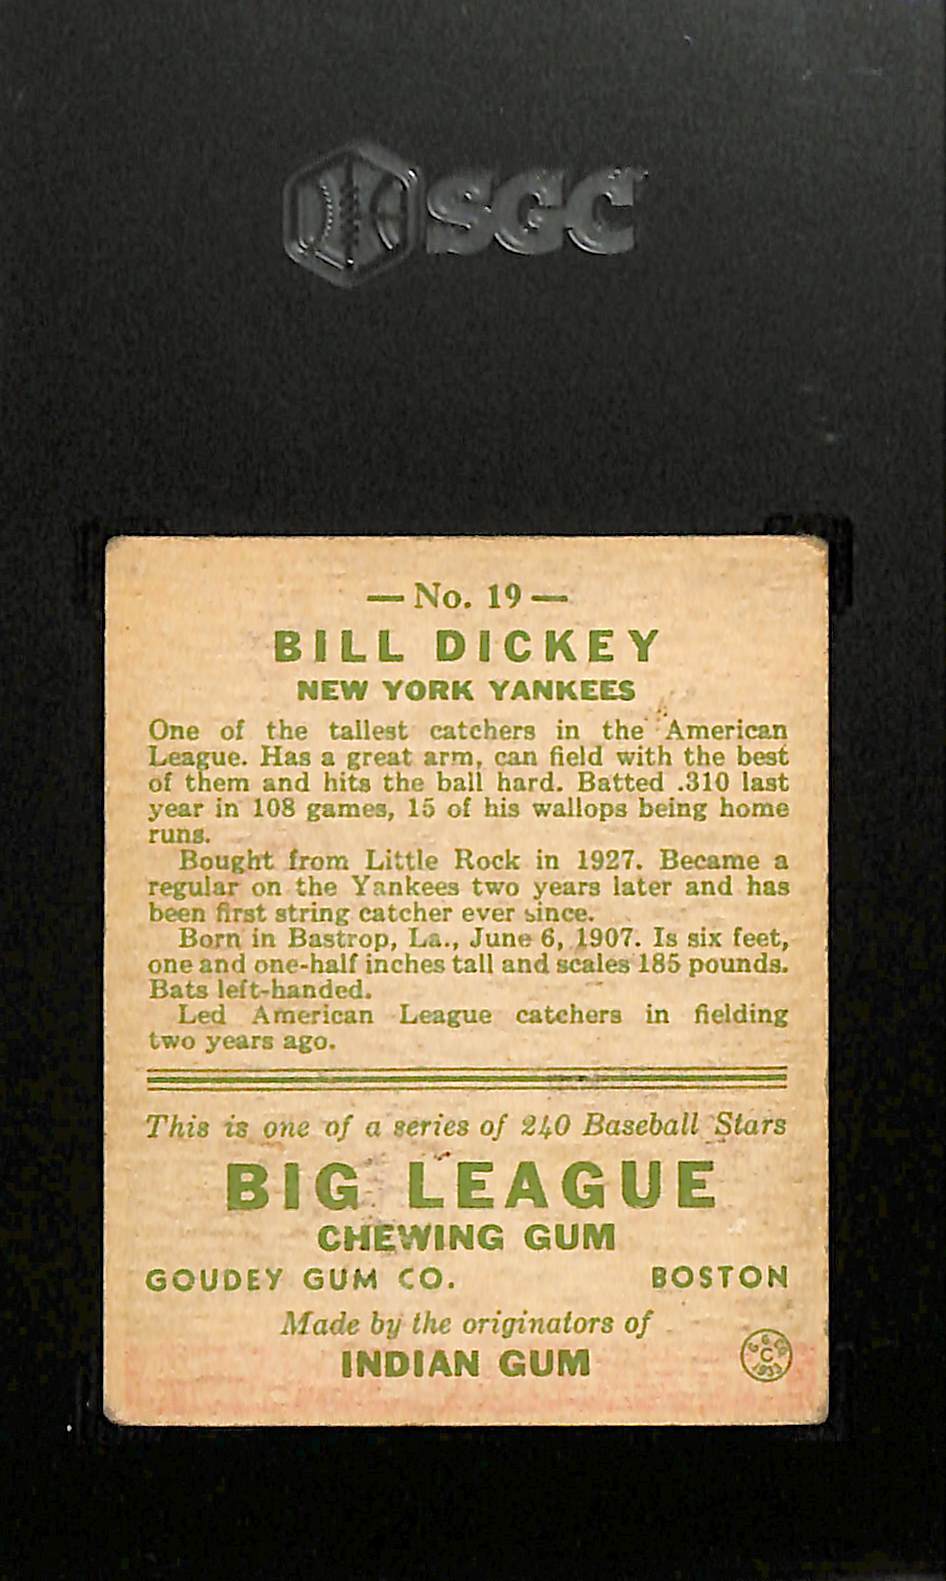 SGC
— No. 19 —
BILL DICKEY
NEW YORK YANKEES
One of the tallest catchers in the American
League. Has a great arm, can field with the best
of them and hits the ball hard. Batted .310 last
year in 108 games, 15 of his wallops being home
runs.
Bought from Little Rock in 1927. Became a
regular on the Yankees two years later and has
been first string catcher ever since.
Born in Bastrop, La., June 6, 1907. Is six feet,
one and one-half inches tall and scales 185 pounds.
Bats left-handed.
Led American League catchers in fielding
two years ago.
This is one of a series of 240 Baseball Stars
BIG LEAGUE
CHEWING GUM
GOUDEY GUM CO. BOSTON
Made by the originators of
INDIAN GUM
G. G. Co.
C
1933